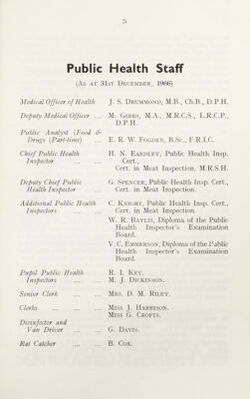 3
Public Health Staff
(As at 31st December, 1966)
Medical Officer of Health J. S. Drummond, M.B., Ch.B., D.P.H.
Deputy Medical Officer ... M. Gibbs, M.A., M.R.C.S., L.R.C.P., D.P.H.
Public Analyst (Food & Drugs) (Part-time) ... E. R. W. Fogden, B.Sc., F.R.I.C.
Chief Public Health Inspector ... ... H. N. Eardley, Public Health Insp. Cert.,
Cert. in Meat Inspection, M.R.S.H.
Deputy Chief Public Health Inspector ... G. Spencer, Public Health Insp. Cert.,
Cert. in Meat Inspection.
Additional Public Health Inspectors ... ... C. Knight, Public Health Insp. Cert.,
Cert. in Meat Inspection.
W. R. Baylis, Diploma of the Public
Health Inspector's Examination
Board.
V. C. Emmerson, Diploma of the Public
Health Inspector's Examination
Board.
Pupil Public Health Inspectors ... ... R. I. Key.
M. J. Dickinson.
Senior Clerk ... ... Mrs. D. M. Riley.
Clerks ... ... ... Miss J. Harrison.
Miss G. Crofts.
Disinfector and Van Driver ... ... G. Davis.
Rat Catcher ... ... B. Cox.